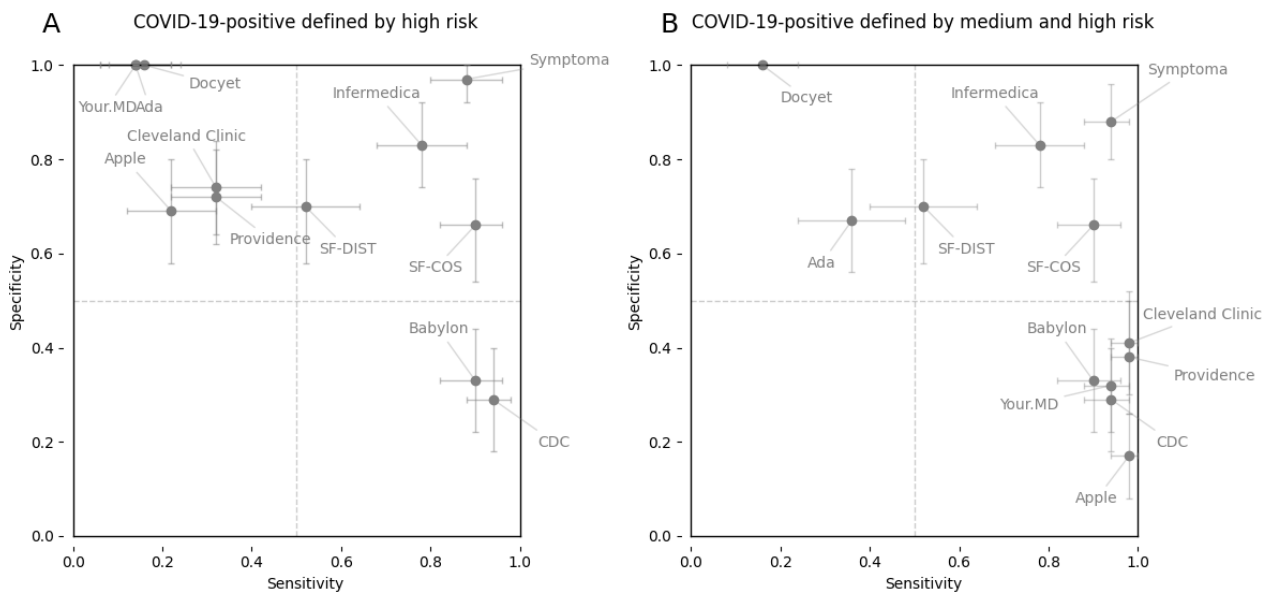 A
COVID-19-positive defined by high risk
1.0
0.8
0.6
0.4
0.2
0.0
Specificity
Symptoma
Docyet
Your.MD
Ada
Infermedica
Cleveland Clinic
Apple
Providence
SF-DIST
SF-COS
Babylon
CDC
0.0 0.2 0.4 0.6 0.8 1.0
Sensitivity
B
COVID-19-positive defined by medium and high risk
1.0
0.8
0.6
0.4
0.2
0.0
Specificity
Symptoma
Docyet
Infermedica
Ada
SF-DIST
SF-COS
Cleveland Clinic
Babylon
Providence
Your.MD
CDC
Apple
0.0 0.2 0.4 0.6 0.8 1.0
Sensitivity